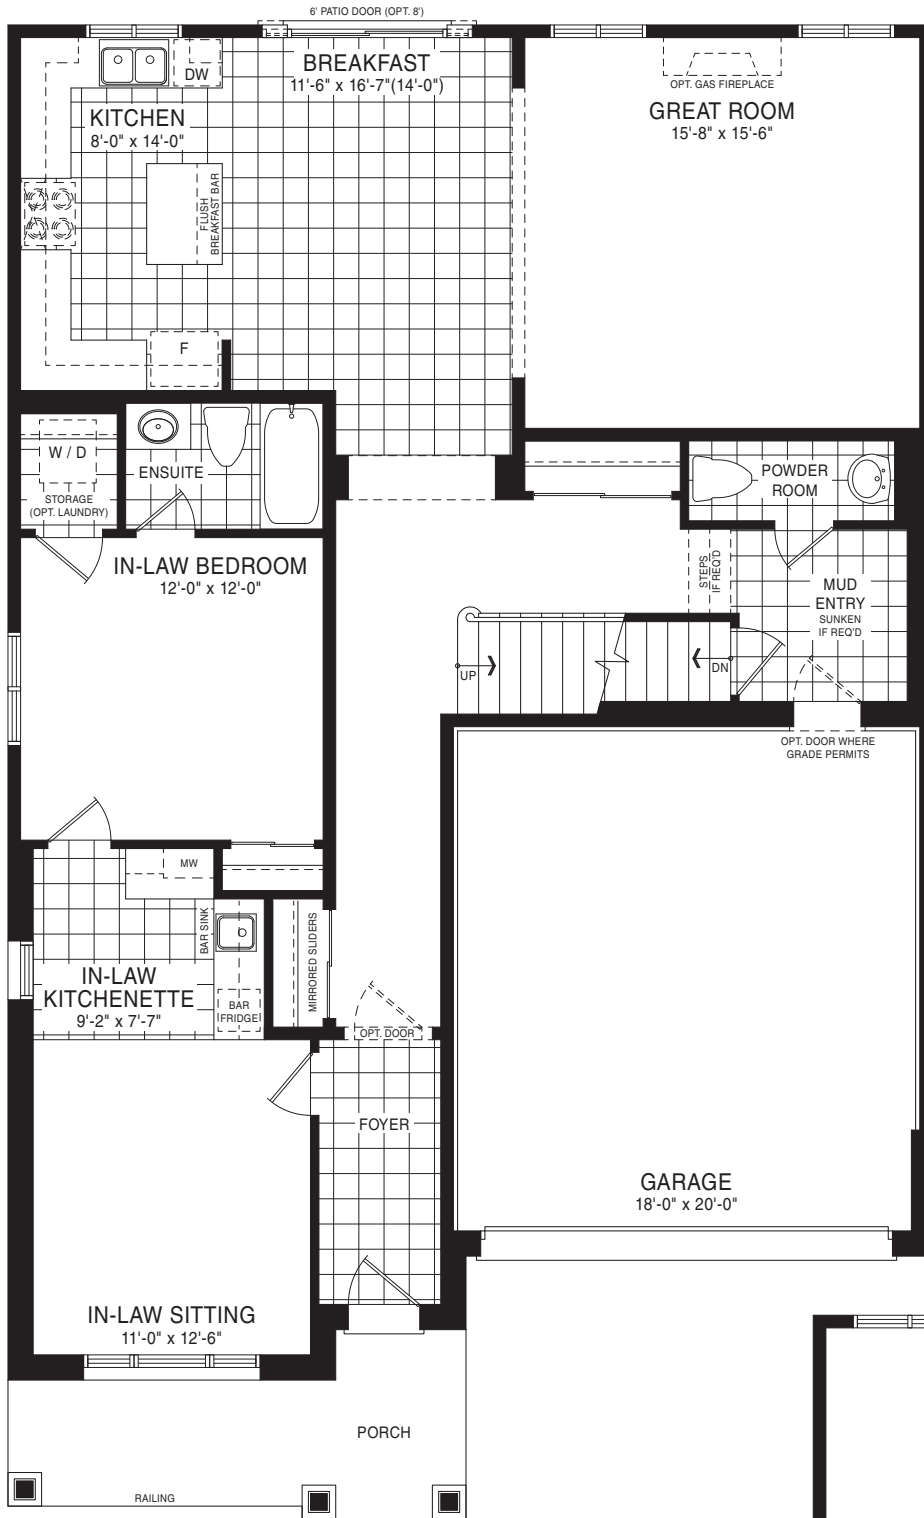 6' PATIO DOOR (OPT. 8')
BREAKFAST
11'-6" x 16'-7"(14'-0")
DW
KITCHEN
8'-0" x 14'-0"
OPT. GAS FIREPLACE
GREAT ROOM
15'-8" x 15'-6"
FLUSH
BREAKFAST BAR
F
W / D
STORAGE
(OPT. LAUNDRY)
ENSUITE
POWDER
ROOM
IN-LAW BEDROOM
12'-0" x 12'-0"
STEPS
IF REQ'D
MUD
ENTRY
SUNKEN
IF REQ'D
UP
DN
OPT. DOOR WHERE
GRADE PERMITS
MW
BAR SINK
MIRRORED SLIDERS
IN-LAW
KITCHENETTE
9'-2" x 7'-7"
BAR
FRIDGE
OPT. DOOR
FOYER
GARAGE
18'-0" x 20'-0"
IN-LAW SITTING
11'-0" x 12'-6"
PORCH
RAILING